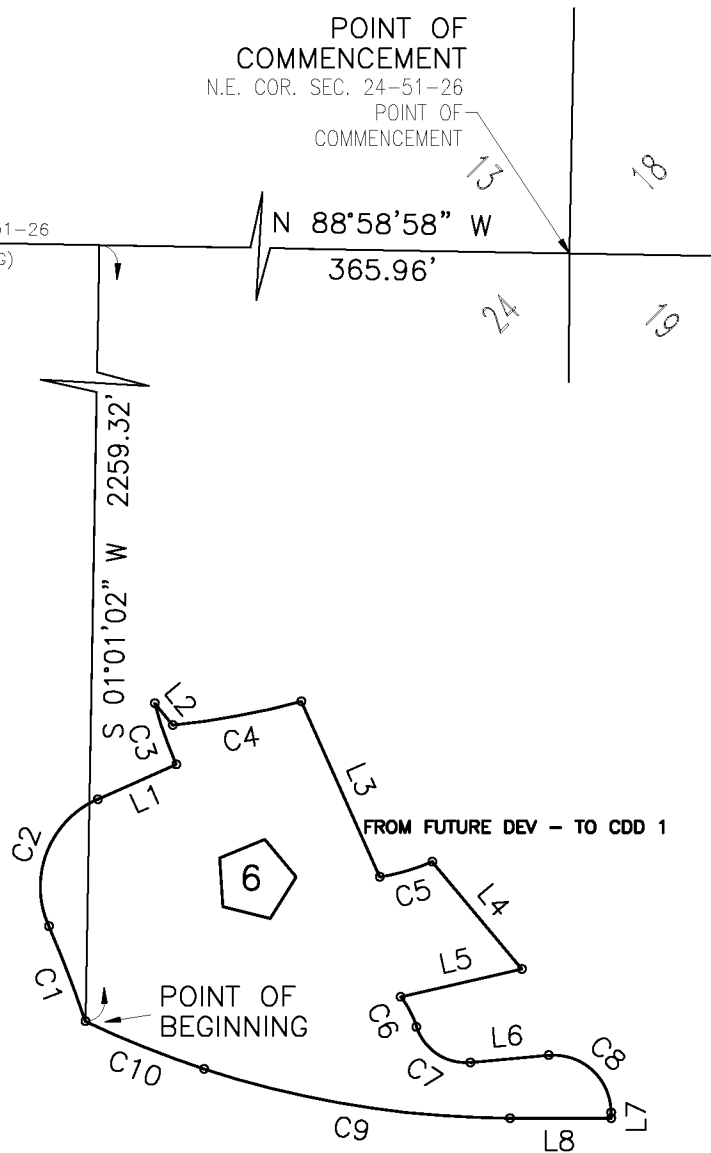 POINT OF
COMMENCEMENT
N.E. COR. SEC. 24-51-26
POINT OF
COMMENCEMENT
13
18
51-26
G)
N 88°58'58" W
365.96'
24
19
S 01°01'02" W 2259.32'
L2
C3
C4
L1
L3
C2
FROM FUTURE DEV - TO CDD 1
6
C5
L4
L5
C1
POINT OF
BEGINNING
C6
L6
C7
C8
C10
C9
L8
L7